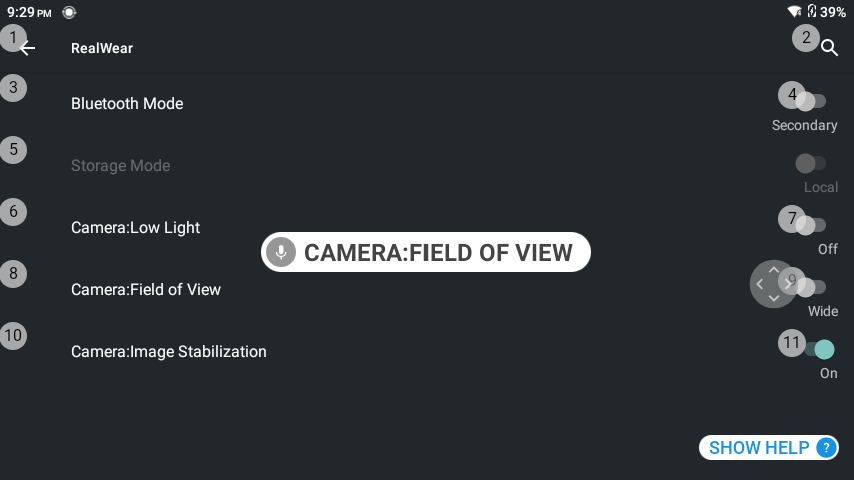 9:29 PM 39%
1 RealWear 2
3 Bluetooth Mode 4
Secondary
5 Storage Mode
Local
6 Camera:Low Light 7
Off
CAMERA:FIELD OF VIEW
8 Camera:Field of View 9
Wide
10 Camera:Image Stabilization 11
On
SHOW HELP ?